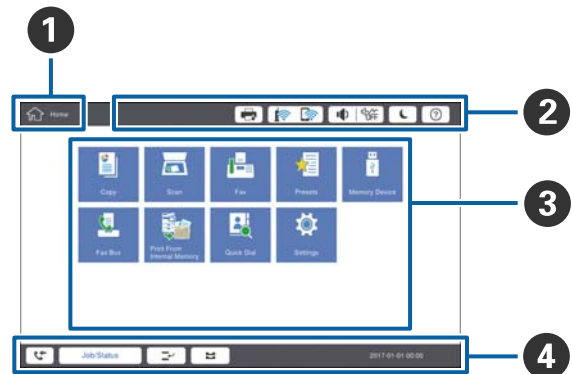 1
Home
2
Copy
Scan
Fax
Presets
Memory Device
3
Fax Box
Print From
Internal Memory
Quick Dial
Settings
Job/Status
2017-01-01 00:00
4